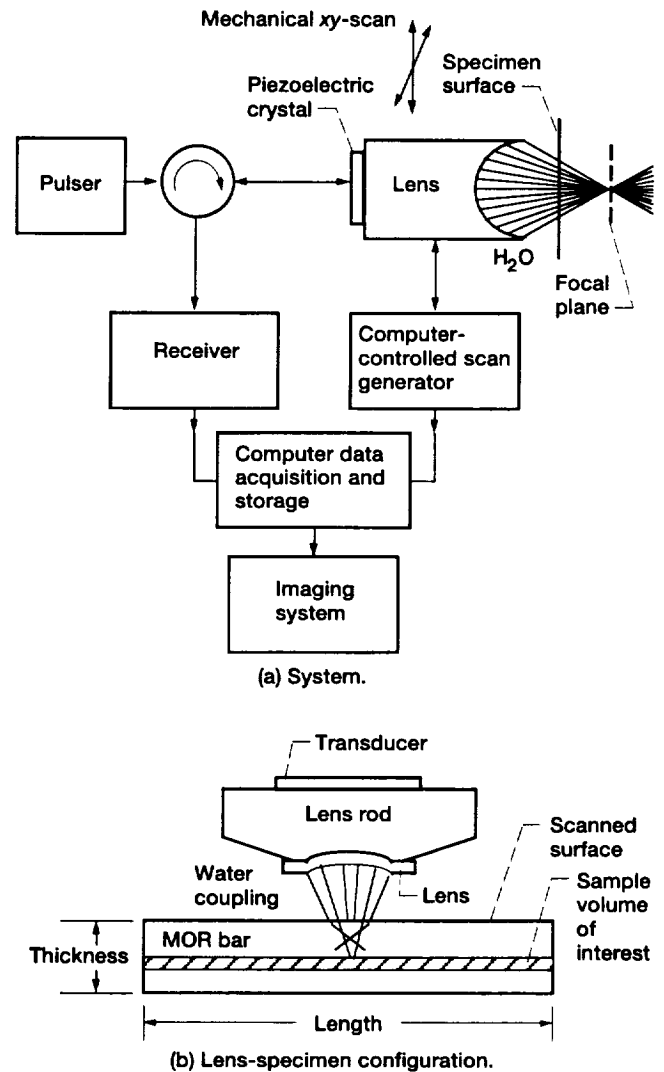 Mechanical xy-scan
Piezoelectric
crystal
Specimen
surface
Pulser
Lens
H2O
Focal
plane
Receiver
Computer-
controlled scan
generator
Computer data
acquisition and
storage
Imaging
system
(a) System.
Transducer
Lens rod
Scanned
surface
Water
coupling
Lens
Sample
volume
of
interest
MOR bar
Thickness
Length
(b) Lens-specimen configuration.